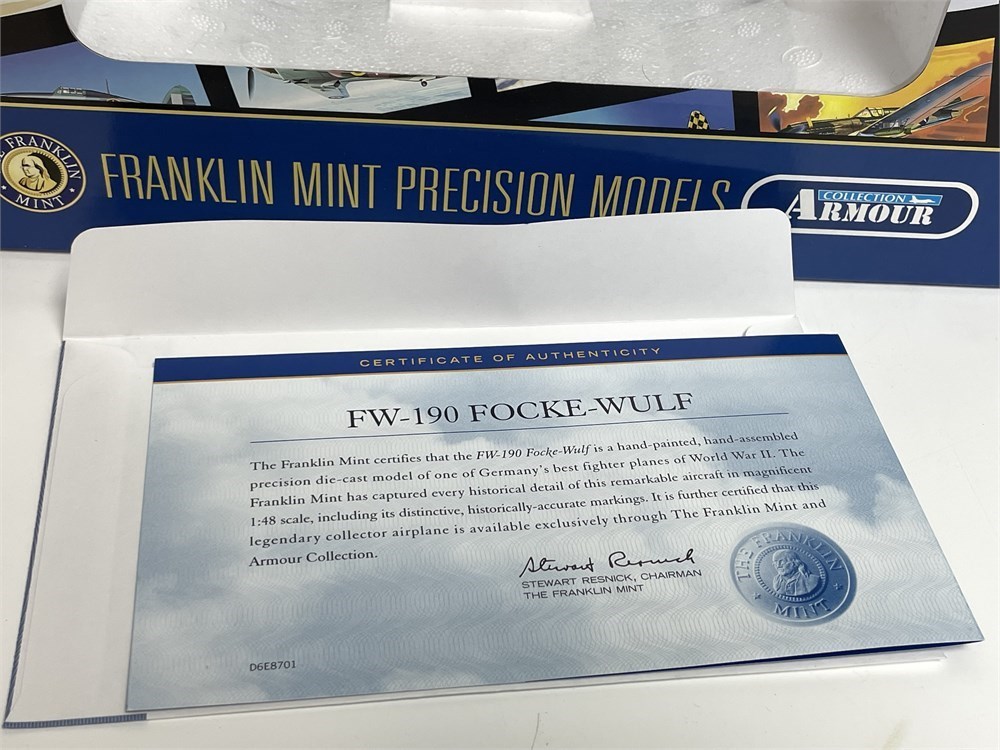 THE FRANKLIN MINT
FRANKLIN MINT PRECISION MODELS
COLLECTION
ARMOUR
CERTIFICATE OF AUTHENTICITY
FW-190 FOCKE-WULF
The Franklin Mint certifies that the FW-190 Focke-Wulf is a hand-painted, hand-assembled
precision die-cast model of one of Germany's best fighter planes of World War II. The
Franklin Mint has captured every historical detail of this remarkable aircraft in magnificent
1:48 scale, including its distinctive, historically-accurate markings. It is further certified that this
legendary collector airplane is available exclusively through The Franklin Mint and
Armour Collection.
Stewart Resnick
STEWART RESNICK, CHAIRMAN
THE FRANKLIN MINT
THE FRANKLIN MINT
D6E8701